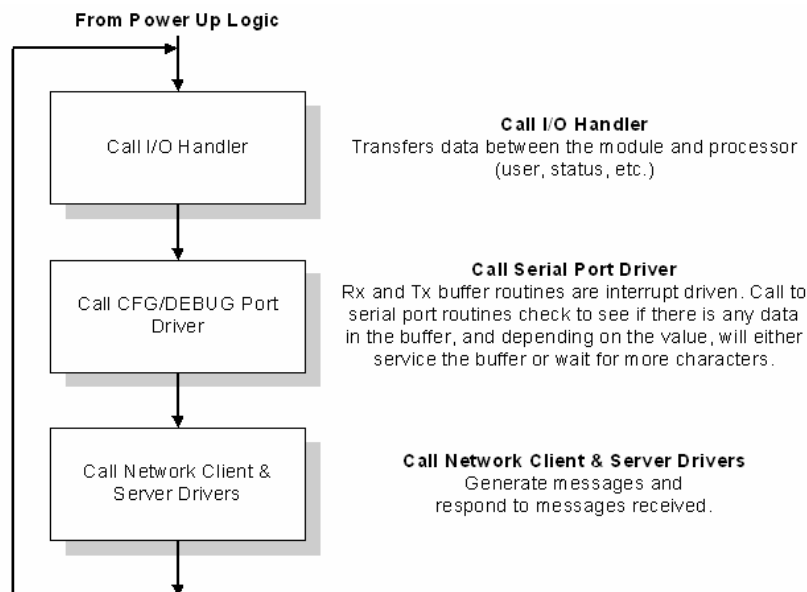 From Power Up Logic
Call I/O Handler
Call I/O Handler
Transfers data between the module and processor
(user, status, etc.)
Call CFG/DEBUG Port
Driver
Call Serial Port Driver
Rx and Tx buffer routines are interrupt driven. Call to
serial port routines check to see if there is any data
in the buffer, and depending on the value, will either
service the buffer or wait for more characters.
Call Network Client &
Server Drivers
Call Network Client & Server Drivers
Generate messages and
respond to messages received.